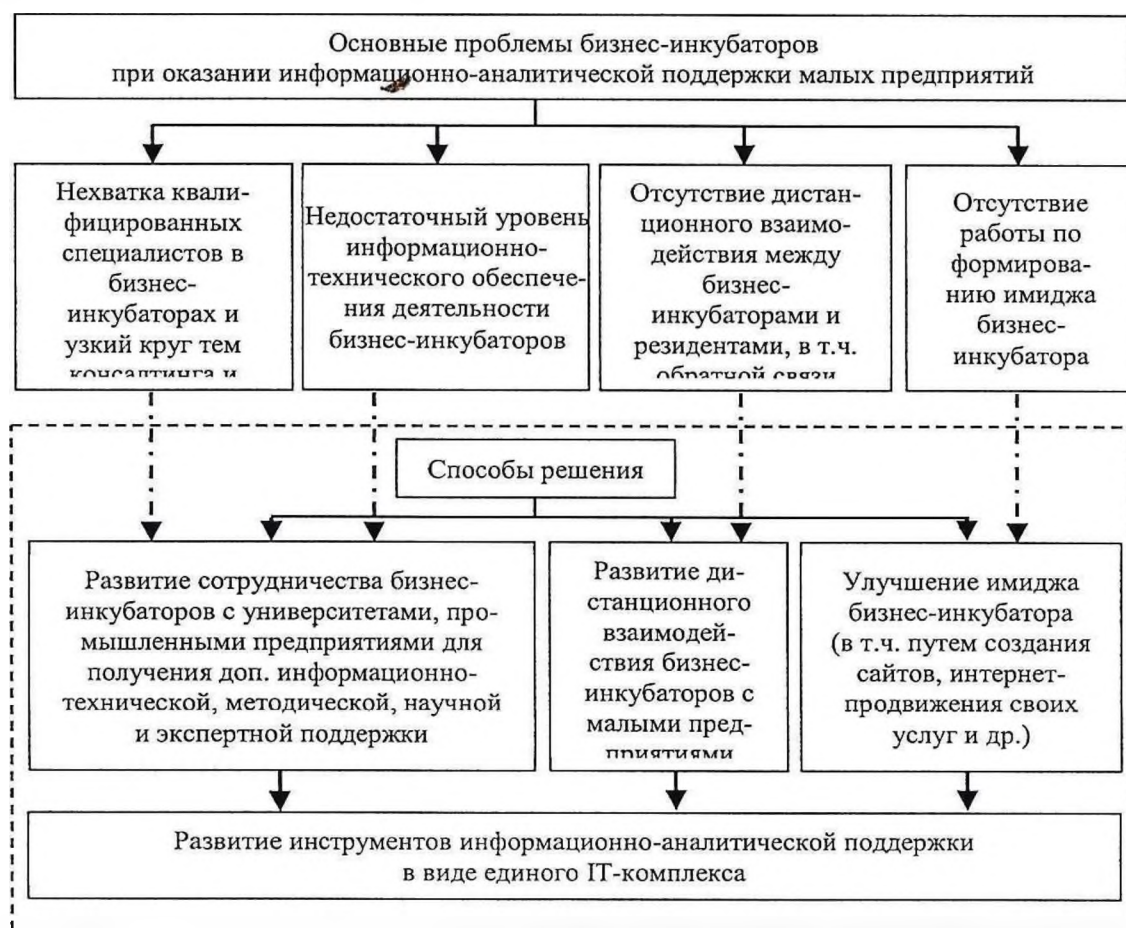 Основные проблемы бизнес-инкубаторов
при оказании информационно-аналитической поддержки малых предприятий
Нехватка квали-
фицированных
специалистов в
бизнес-
инкубаторах и
узкий круг тем
консалтинга и
Недостаточный уровень
информационно-
технического обеспече-
ния деятельности
бизнес-инкубаторов
Отсутствие дистан-
ционного взаимо-
действия между
бизнес-
инкубаторами и
резидентами, в т.ч.
обратной связи
Отсутствие
работы по
формирова-
нию имиджа
бизнес-
инкубатора
Способы решения
Развитие сотрудничества бизнес-
инкубаторов с университетами, про-
мышленными предприятиями для
получения доп. информационно-
технической, методической, научной
и экспертной поддержки
Развитие ди-
станционного
взаимодей-
ствия бизнес-
инкубаторов с
малыми пред-
приятиями
Улучшение имиджа
бизнес-инкубатора
(в т.ч. путем создания
сайтов, интернет-
продвижения своих
услуг и др.)
Развитие инструментов информационно-аналитической поддержки
в виде единого IT-комплекса